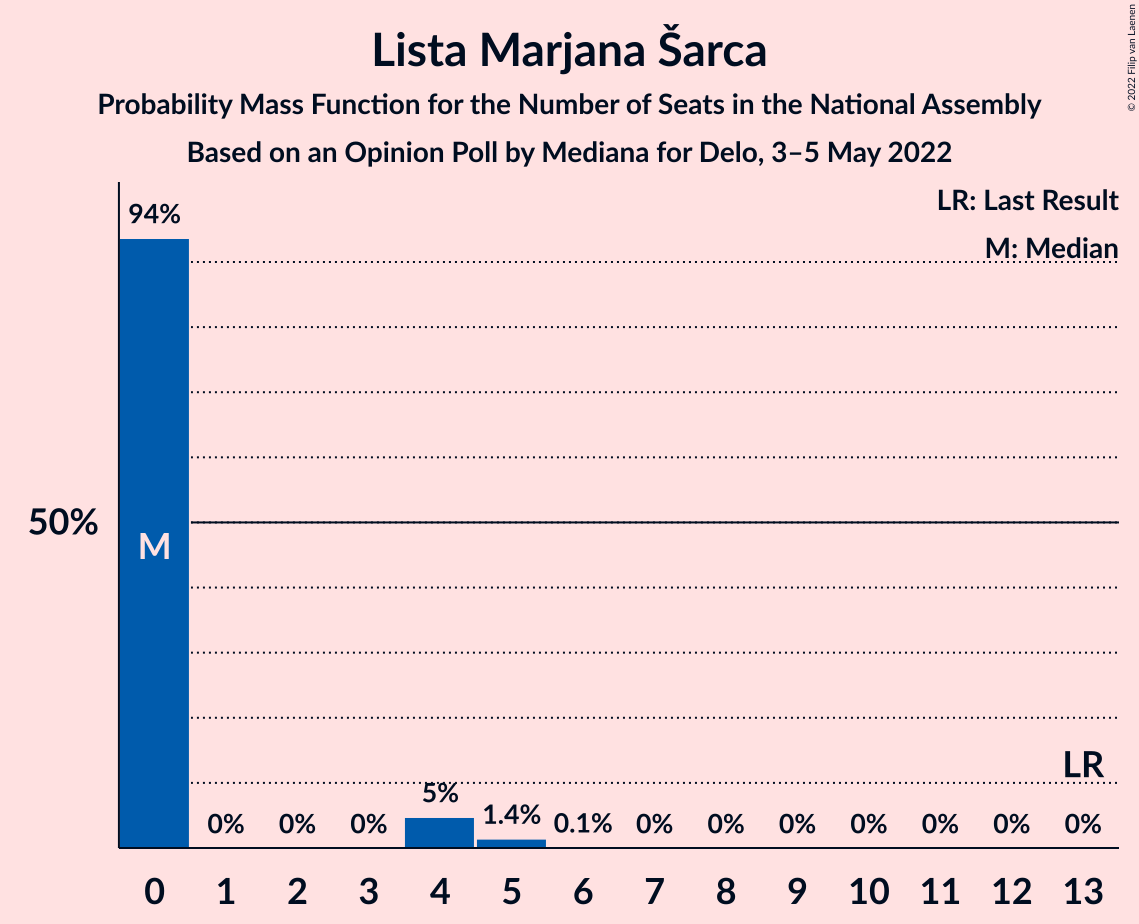 Lista Marjana Šarca
Probability Mass Function for the Number of Seats in the National Assembly
Based on an Opinion Poll by Mediana for Delo, 3–5 May 2022
© 2022 Filip van Laenen
LR: Last Result
M: Median
94%
50%
M
LR
0% 0% 0% 5% 1.4% 0.1% 0% 0% 0% 0% 0% 0% 0%
0 1 2 3 4 5 6 7 8 9 10 11 12 13